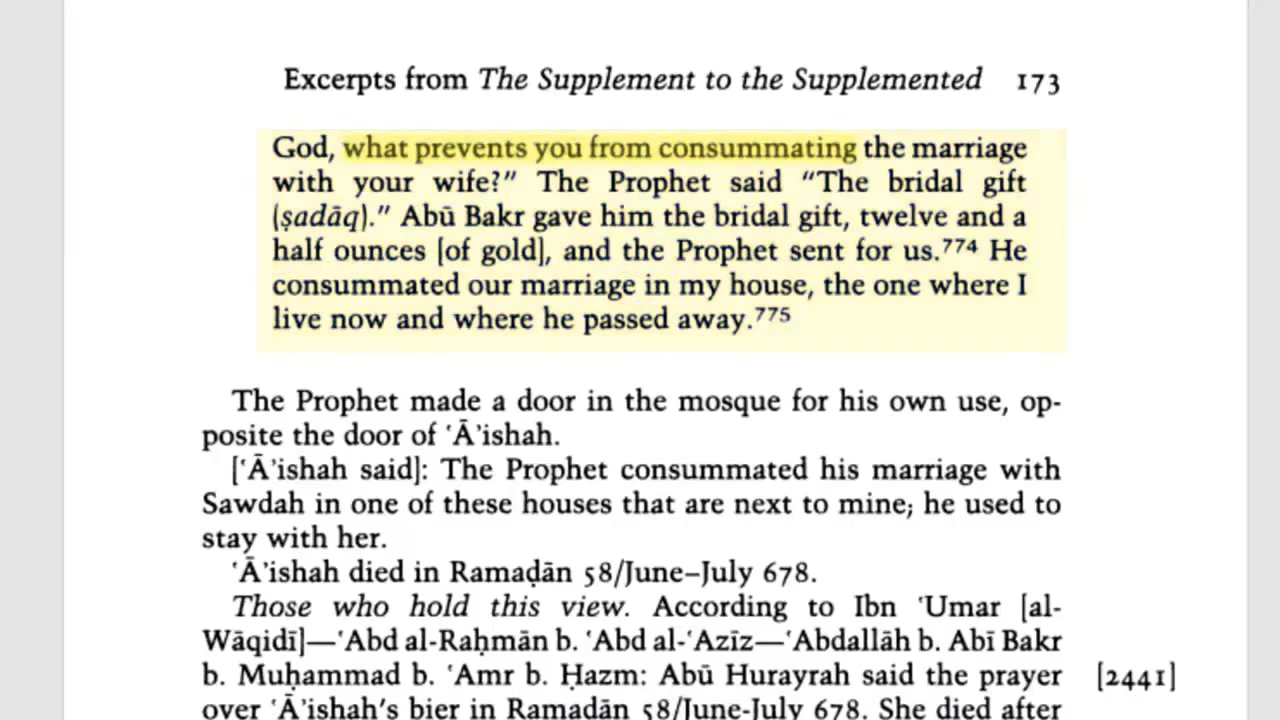 Excerpts from The Supplement to the Supplemented 173
God, what prevents you from consummating the marriage
with your wife?” The Prophet said “The bridal gift
(ṣadāq).” Abū Bakr gave him the bridal gift, twelve and a
half ounces [of gold], and the Prophet sent for us.⁷⁷⁴ He
consummated our marriage in my house, the one where I
live now and where he passed away.⁷⁷⁵
The Prophet made a door in the mosque for his own use, op-
posite the door of ʿĀʾishah.
[ʿĀʾishah said]: The Prophet consummated his marriage with
Sawdah in one of these houses that are next to mine; he used to
stay with her.
ʿĀʾishah died in Ramaḍān 58/June–July 678.
Those who hold this view. According to Ibn ʿUmar [al-
Wāqidī]—ʿAbd al-Raḥmān b. ʿAbd al-ʿAzīz—ʿAbdallāh b. Abī Bakr
b. Muḥammad b. ʿAmr b. Ḥazm: Abū Hurayrah said the prayer [2441]
over ʿĀʾishah’s bier in Ramaḍān 58/June-July 678. She died after